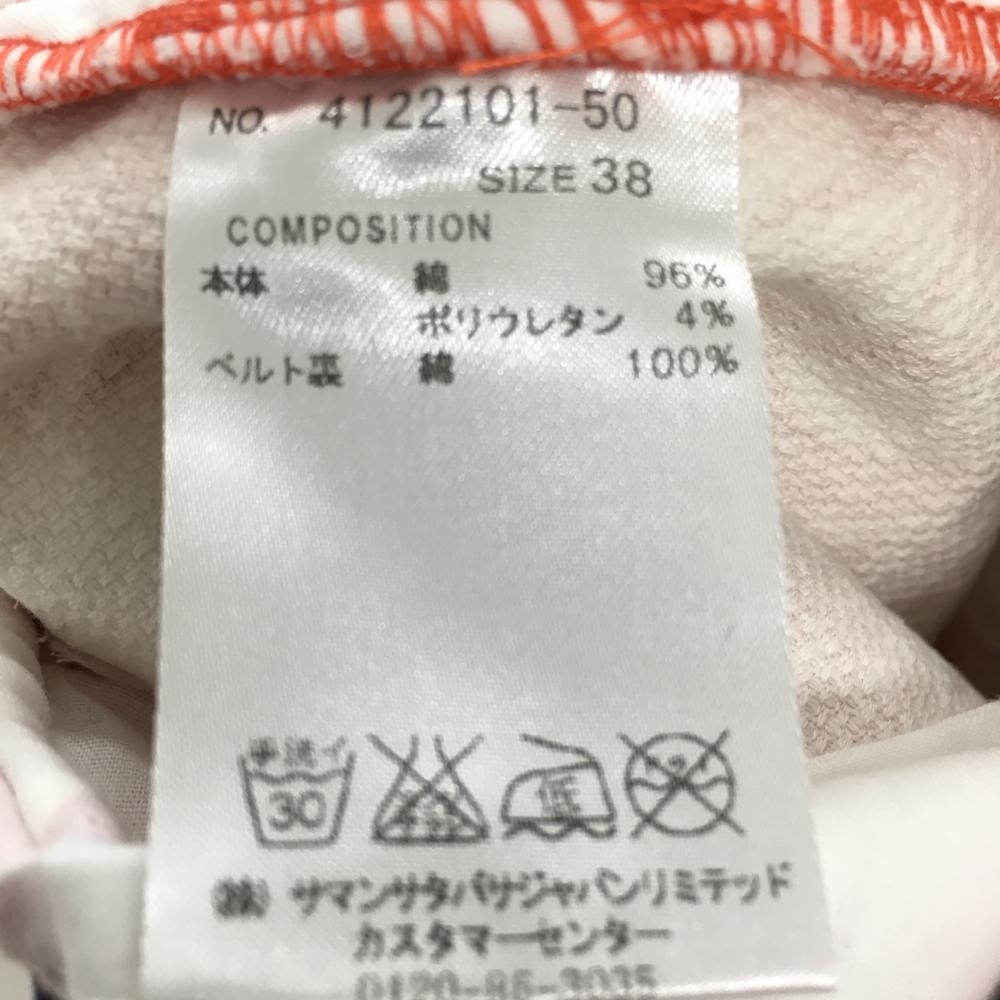 NO. 4122101-50
SIZE 38
COMPOSITION
本体 綿 96%
ポリウレタン 4%
ベルト裏 綿 100%
手洗イ
30
低
(株) サマンサタバサジャパンリミテッド
カスタマーセンター